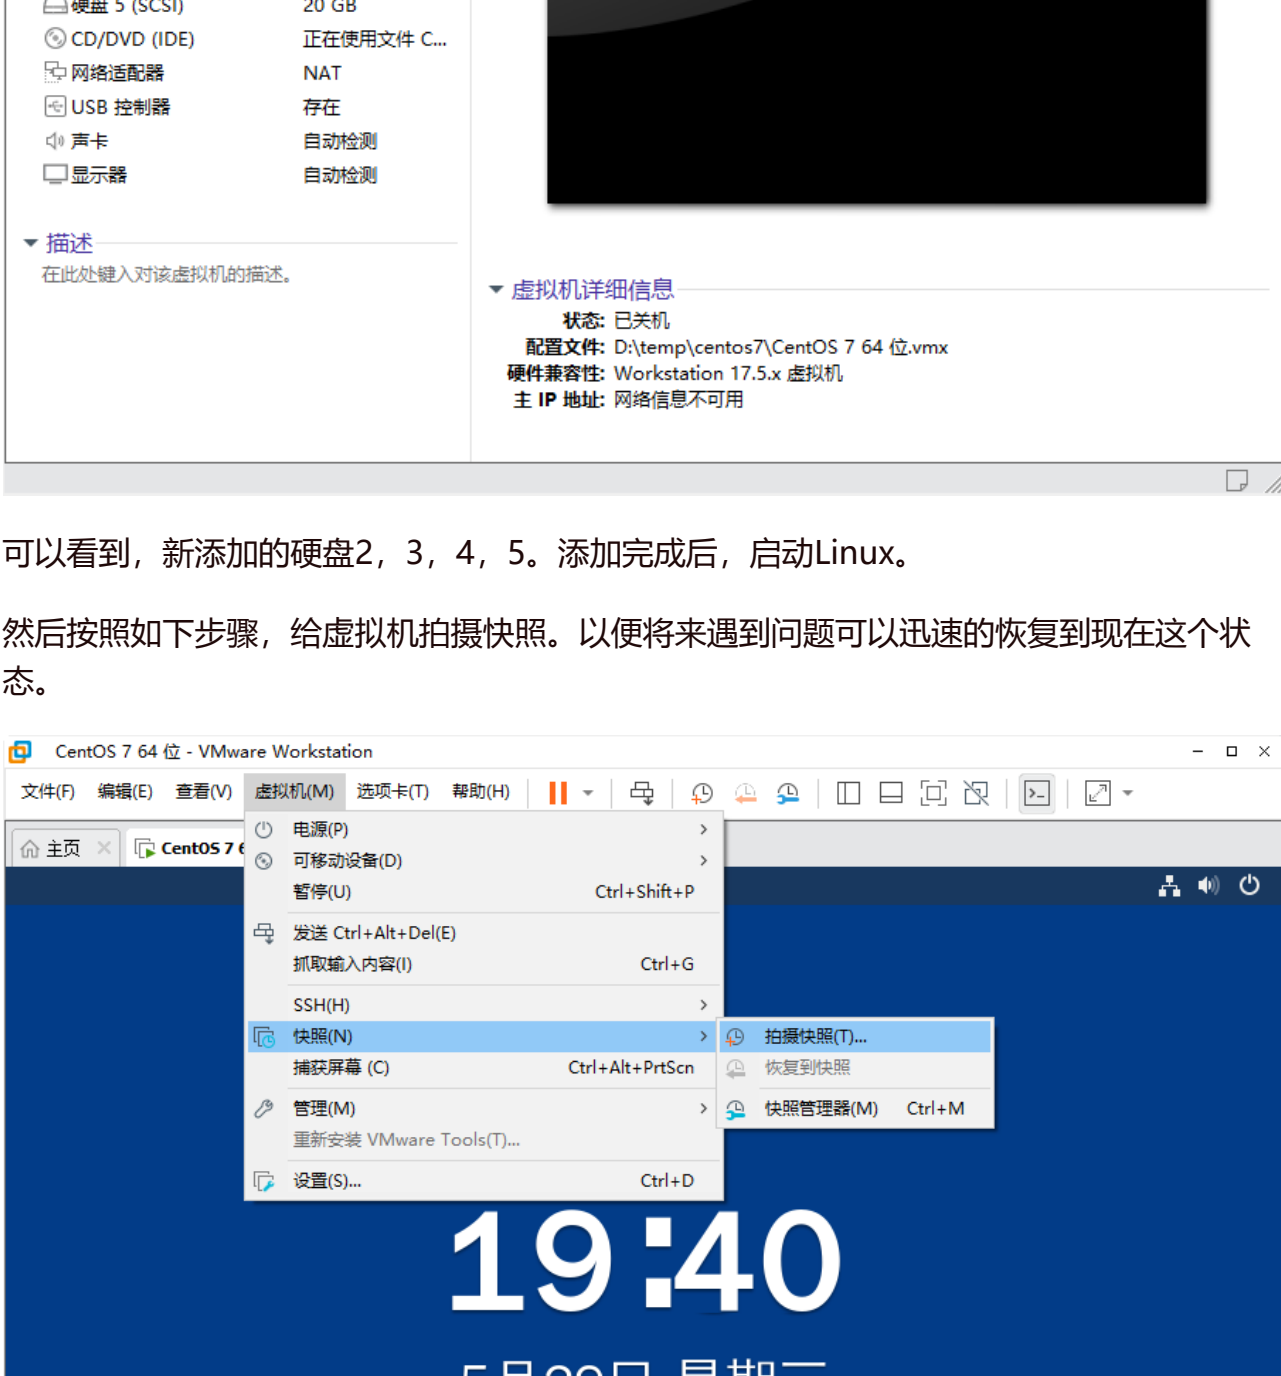 硬盘 5 (SCSI) 20 GB
CD/DVD (IDE) 正在使用文件 C...
网络适配器 NAT
USB 控制器 存在
声卡 自动检测
显示器 自动检测
描述
在此处键入对该虚拟机的描述。
虚拟机详细信息
状态: 已关机
配置文件: D:\temp\centos7\CentOS 7 64 位.vmx
硬件兼容性: Workstation 17.5.x 虚拟机
主 IP 地址: 网络信息不可用
可以看到，新添加的硬盘2，3，4，5。添加完成后，启动Linux。
然后按照如下步骤，给虚拟机拍摄快照。以便将来遇到问题可以迅速的恢复到现在这个状
态。
CentOS 7 64 位 - VMware Workstation
文件(F) 编辑(E) 查看(V) 虚拟机(M) 选项卡(T) 帮助(H)
主页 CentOS 7 6
电源(P)
可移动设备(D)
暂停(U) Ctrl+Shift+P
发送 Ctrl+Alt+Del(E)
抓取输入内容(I) Ctrl+G
SSH(H)
快照(N)
拍摄快照(T)...
捕获屏幕 (C) Ctrl+Alt+PrtScn
恢复到快照
管理(M)
快照管理器(M) Ctrl+M
重新安装 VMware Tools(T)...
设置(S)... Ctrl+D
19:40